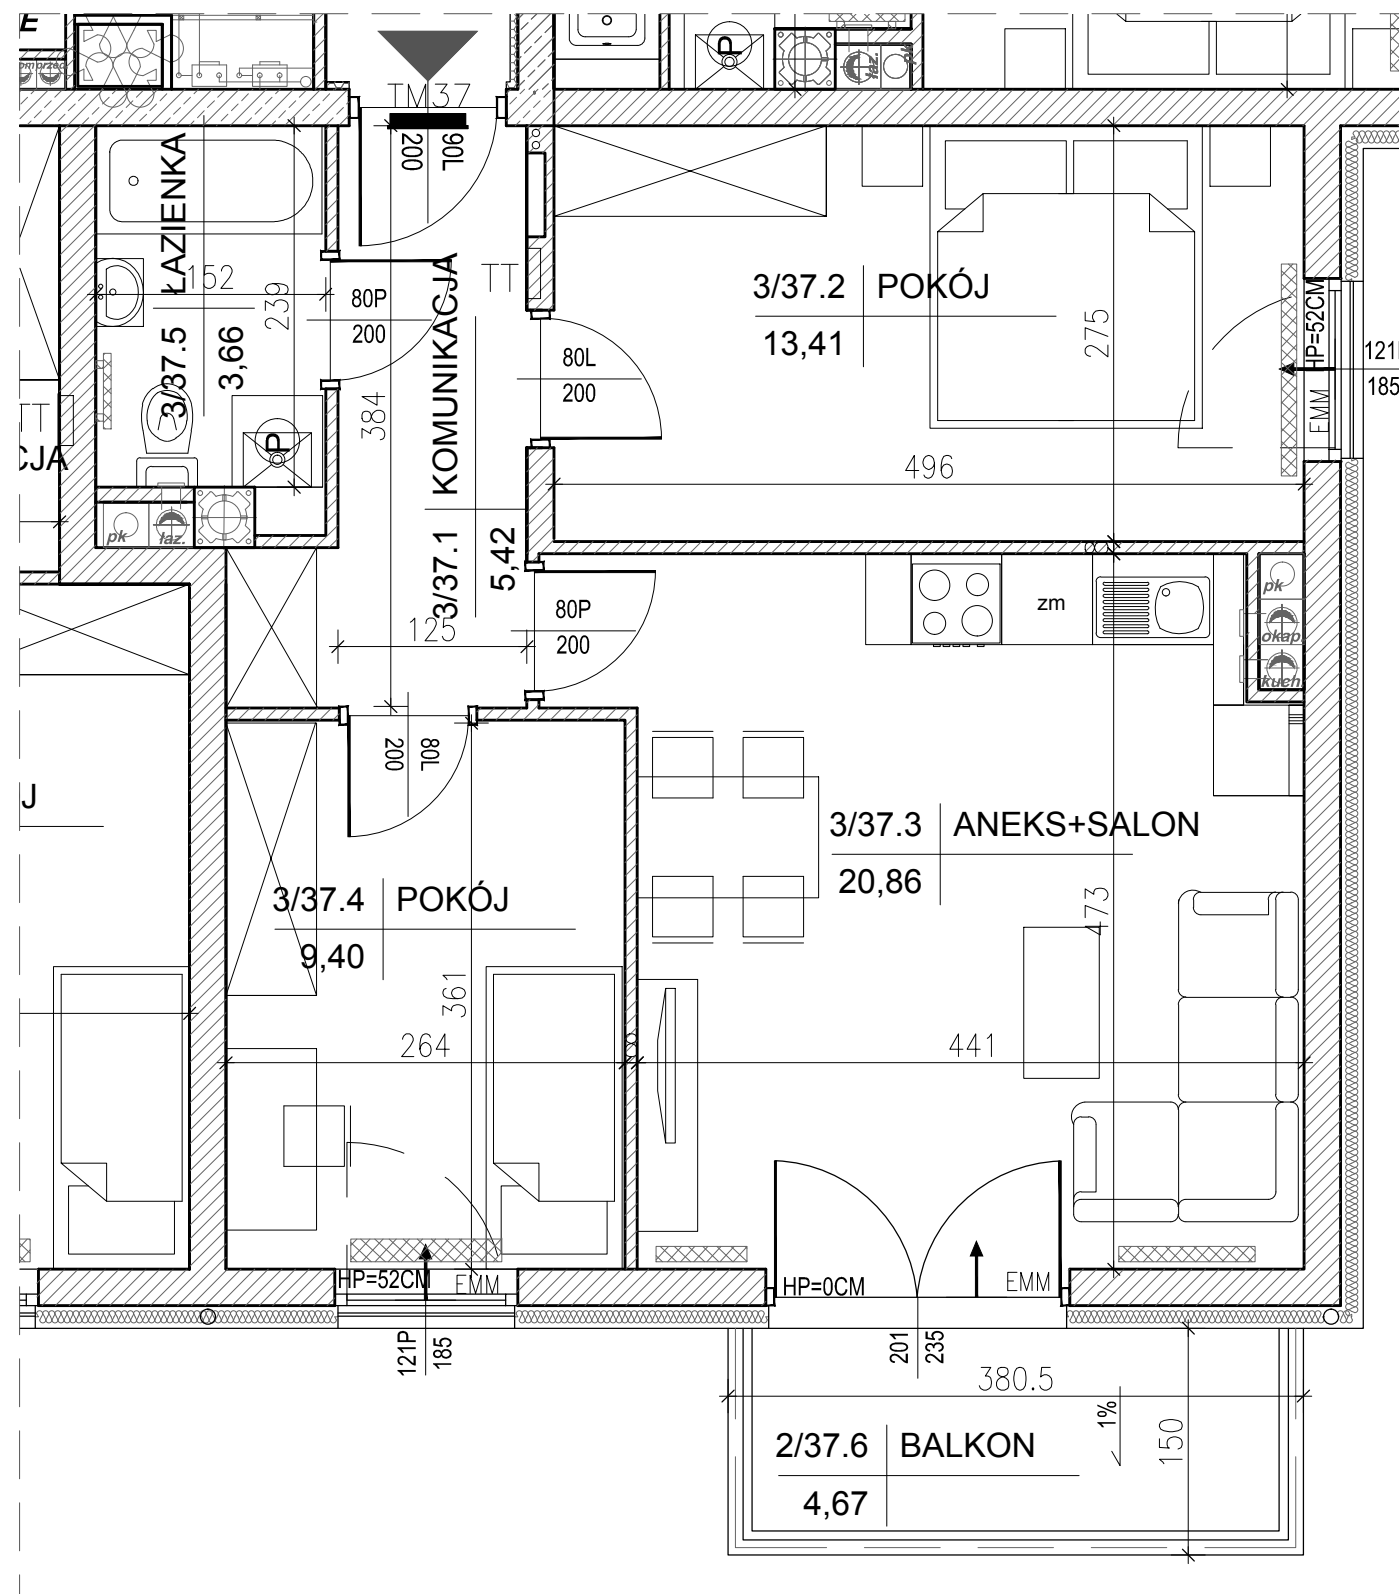 E
P
łaz.
pk
TM37
90L
200
ŁAZIENKA
3/37.5
3,66
152
239
80P
200
KOMUNIKACJA
3/37.1
5,42
384
TT
80L
200
3/37.2 POKÓJ
13,41
275
496
HP=52CM
EMM
121
185
TT
CJA
P
pk
łaz.
125
80P
200
zm
pk
okap.
kuch.
80L
200
J
3/37.3 ANEKS+SALON
20,86
473
441
3/37.4 POKÓJ
9,40
361
264
HP=52CM
EMM
121P
185
HP=0CM
EMM
201
235
380.5
1%
150
2/37.6 BALKON
4,67